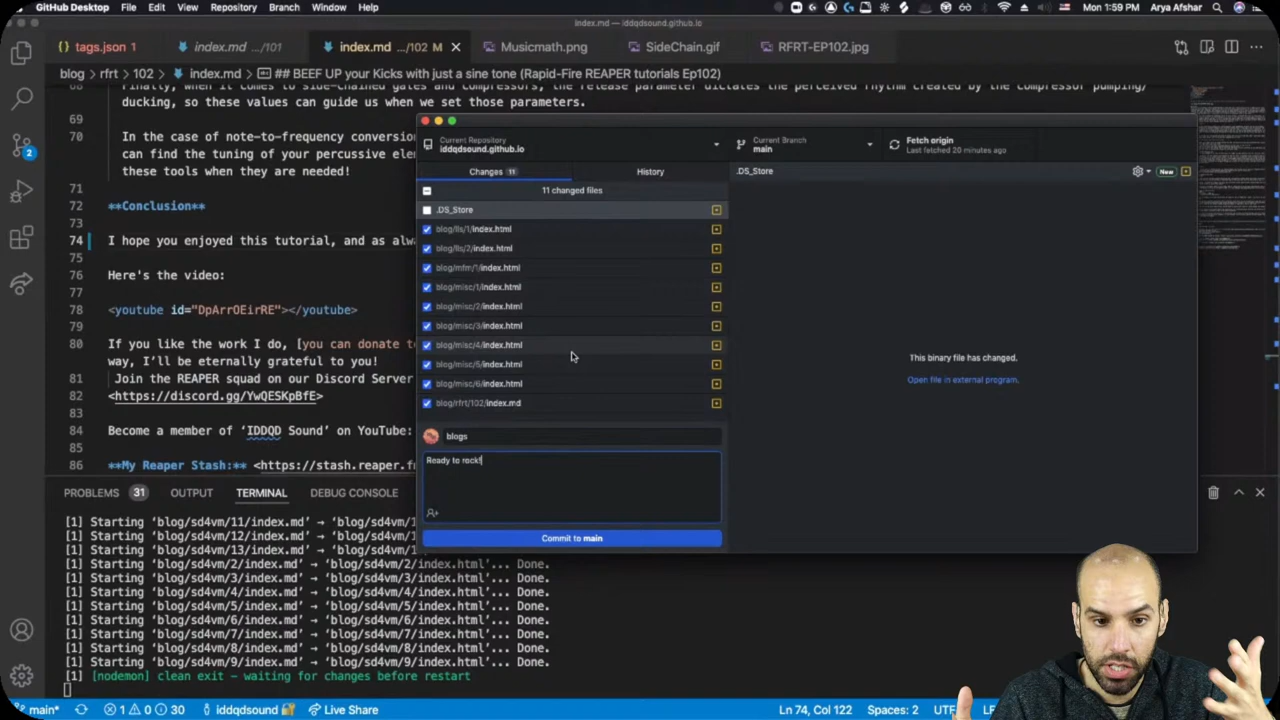 GitHub Desktop File Edit View Repository Branch Window Help Mon 1:59 PM Arya Afshar
index.md — iddqdsound.github.io
tags.json 1 index.md .../101 index.md .../102 M Musicmath.png SideChain.gif RFRT-EP102.jpg
blog > rfrt > 102 > index.md > ## BEEF UP your Kicks with just a sine tone (Rapid-Fire REAPER tutorials Ep102)
68 Finally, when it comes to side-chained gates and compressors, the release parameter dictates the perceived rhythm created by the compressor pumping/
ducking, so these values can guide us when we set those parameters.
69
70 In the case of note-to-frequency conversion
can find the tuning of your percussive ele
these tools when they are needed!
71
72 **Conclusion**
73
74 I hope you enjoyed this tutorial, and as alwa
75
76 Here's the video:
77
78 <youtube id="DpArrOEirRE"></youtube>
79
80 If you like the work I do, [you can donate t
way, I'll be eternally grateful to you!
81 Join the REAPER squad on our Discord Server
82 <https://discord.gg/YwQESKpBfE>
84 Become a member of ‘IDDQD Sound’ on YouTube:
85
86 **My Reaper Stash:** <https://stash.reaper.f
Current Repository
iddqdsound.github.io
Current Branch
main
Fetch origin
Last fetched 20 minutes ago
Changes 11 History
.DS_Store
New
11 changed files
.DS_Store
blog/lls/1/index.html
blog/lls/2/index.html
blog/mfm/1/index.html
blog/misc/1/index.html
blog/misc/2/index.html
blog/misc/3/index.html
blog/misc/4/index.html
blog/misc/5/index.html
blog/misc/6/index.html
blog/rfrt/102/index.md
This binary file has changed.
Open file in external program.
blogs
Ready to rock!
Commit to main
2
PROBLEMS 31 OUTPUT TERMINAL DEBUG CONSOLE
[1] Starting ‘blog/sd4vm/11/index.md’ → ‘blog/sd4vm/1
[1] Starting ‘blog/sd4vm/12/index.md’ → ‘blog/sd4vm/1
[1] Starting ‘blog/sd4vm/13/index.md’ → ‘blog/sd4vm/1
[1] Starting ‘blog/sd4vm/2/index.md’ → ‘blog/sd4vm/2/index.html’... Done.
[1] Starting ‘blog/sd4vm/3/index.md’ → ‘blog/sd4vm/3/index.html’... Done.
[1] Starting ‘blog/sd4vm/4/index.md’ → ‘blog/sd4vm/4/index.html’... Done.
[1] Starting ‘blog/sd4vm/5/index.md’ → ‘blog/sd4vm/5/index.html’... Done.
[1] Starting ‘blog/sd4vm/6/index.md’ → ‘blog/sd4vm/6/index.html’... Done.
[1] Starting ‘blog/sd4vm/7/index.md’ → ‘blog/sd4vm/7/index.html’... Done.
[1] Starting ‘blog/sd4vm/8/index.md’ → ‘blog/sd4vm/8/index.html’... Done.
[1] Starting ‘blog/sd4vm/9/index.md’ → ‘blog/sd4vm/9/index.html’... Done.
[1] [nodemon] clean exit – waiting for changes before restart
main* 1 0 30 iddqdsound Live Share Ln 74, Col 122 Spaces: 2 UTF